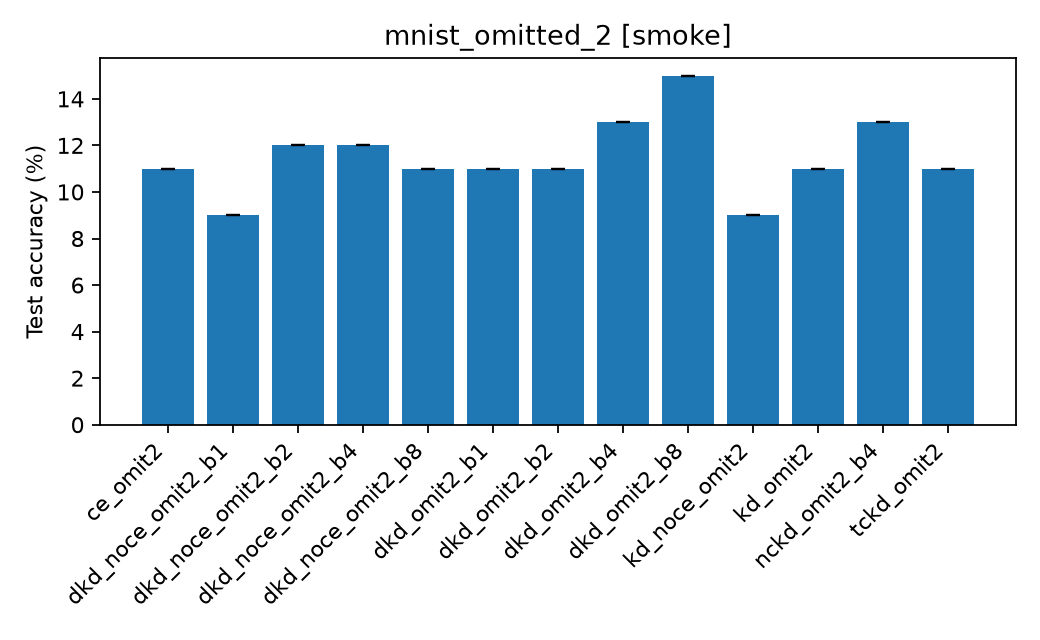 mnist_omitted_2 [smoke]
Test accuracy (%)
14
12
10
8
6
4
2
0
ce_omit2
dkd_noce_omit2_b1
dkd_noce_omit2_b2
dkd_noce_omit2_b4
dkd_noce_omit2_b8
dkd_omit2_b1
dkd_omit2_b2
dkd_omit2_b4
dkd_omit2_b8
kd_noce_omit2
kd_omit2
nckd_omit2_b4
tckd_omit2